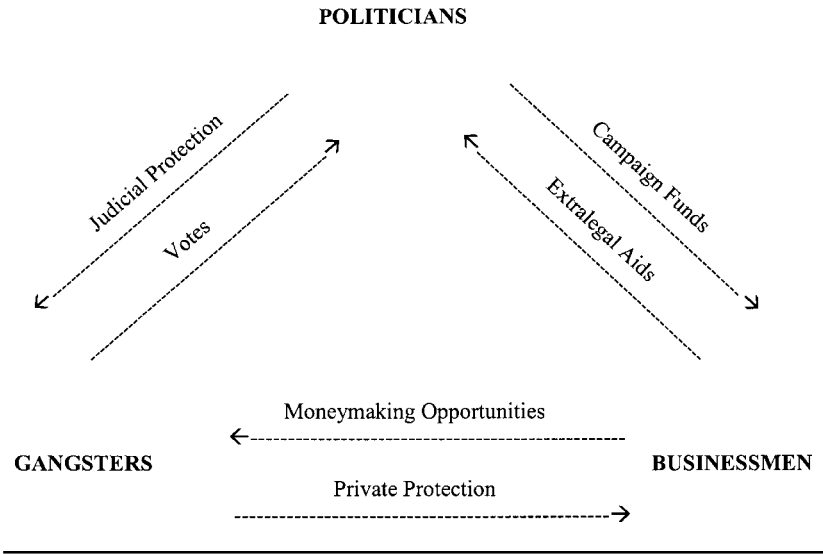 POLITICIANS
Judicial Protection
Votes
Campaign Funds
Extralegal Aids
Moneymaking Opportunities
GANGSTERS
BUSINESSMEN
Private Protection